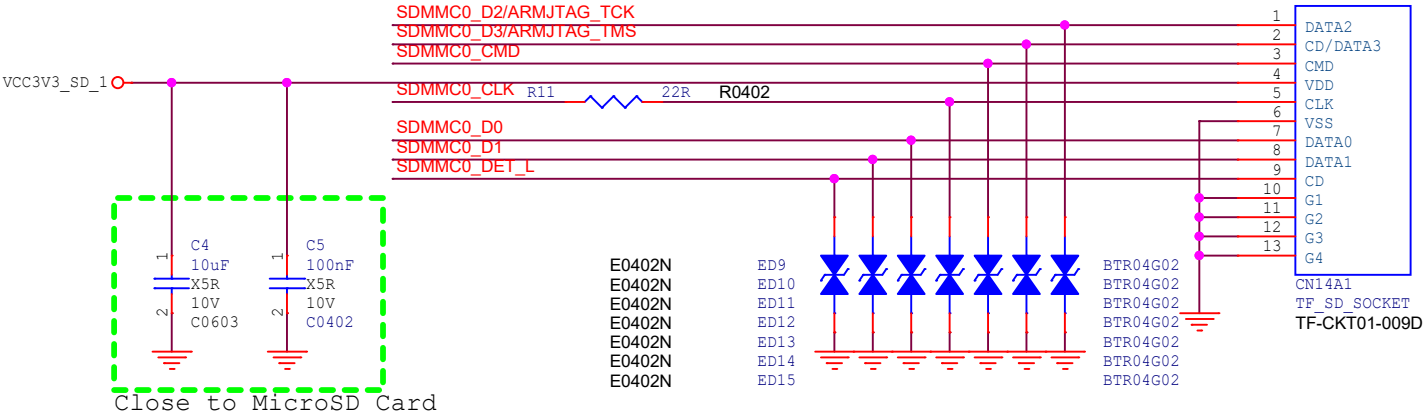 SDMMC0_D2/ARMJTAG_TCK
SDMMC0_D3/ARMJTAG_TMS
SDMMC0_CMD
VCC3V3_SD_1
SDMMC0_CLK R11 22R R0402
SDMMC0_D0
SDMMC0_D1
SDMMC0_DET_L
1 DATA2
2 CD/DATA3
3 CMD
4 VDD
5 CLK
6 VSS
7 DATA0
8 DATA1
9 CD
10 G1
11 G2
12 G3
13 G4
CN14A1
TF_SD_SOCKET
TF-CKT01-009D
1 C4
10uF
X5R
10V
2 C0603
1 C5
100nF
X5R
10V
2 C0402
Close to MicroSD Card
E0402N ED9 BTR04G02
E0402N ED10 BTR04G02
E0402N ED11 BTR04G02
E0402N ED12 BTR04G02
E0402N ED13 BTR04G02
E0402N ED14 BTR04G02
E0402N ED15 BTR04G02